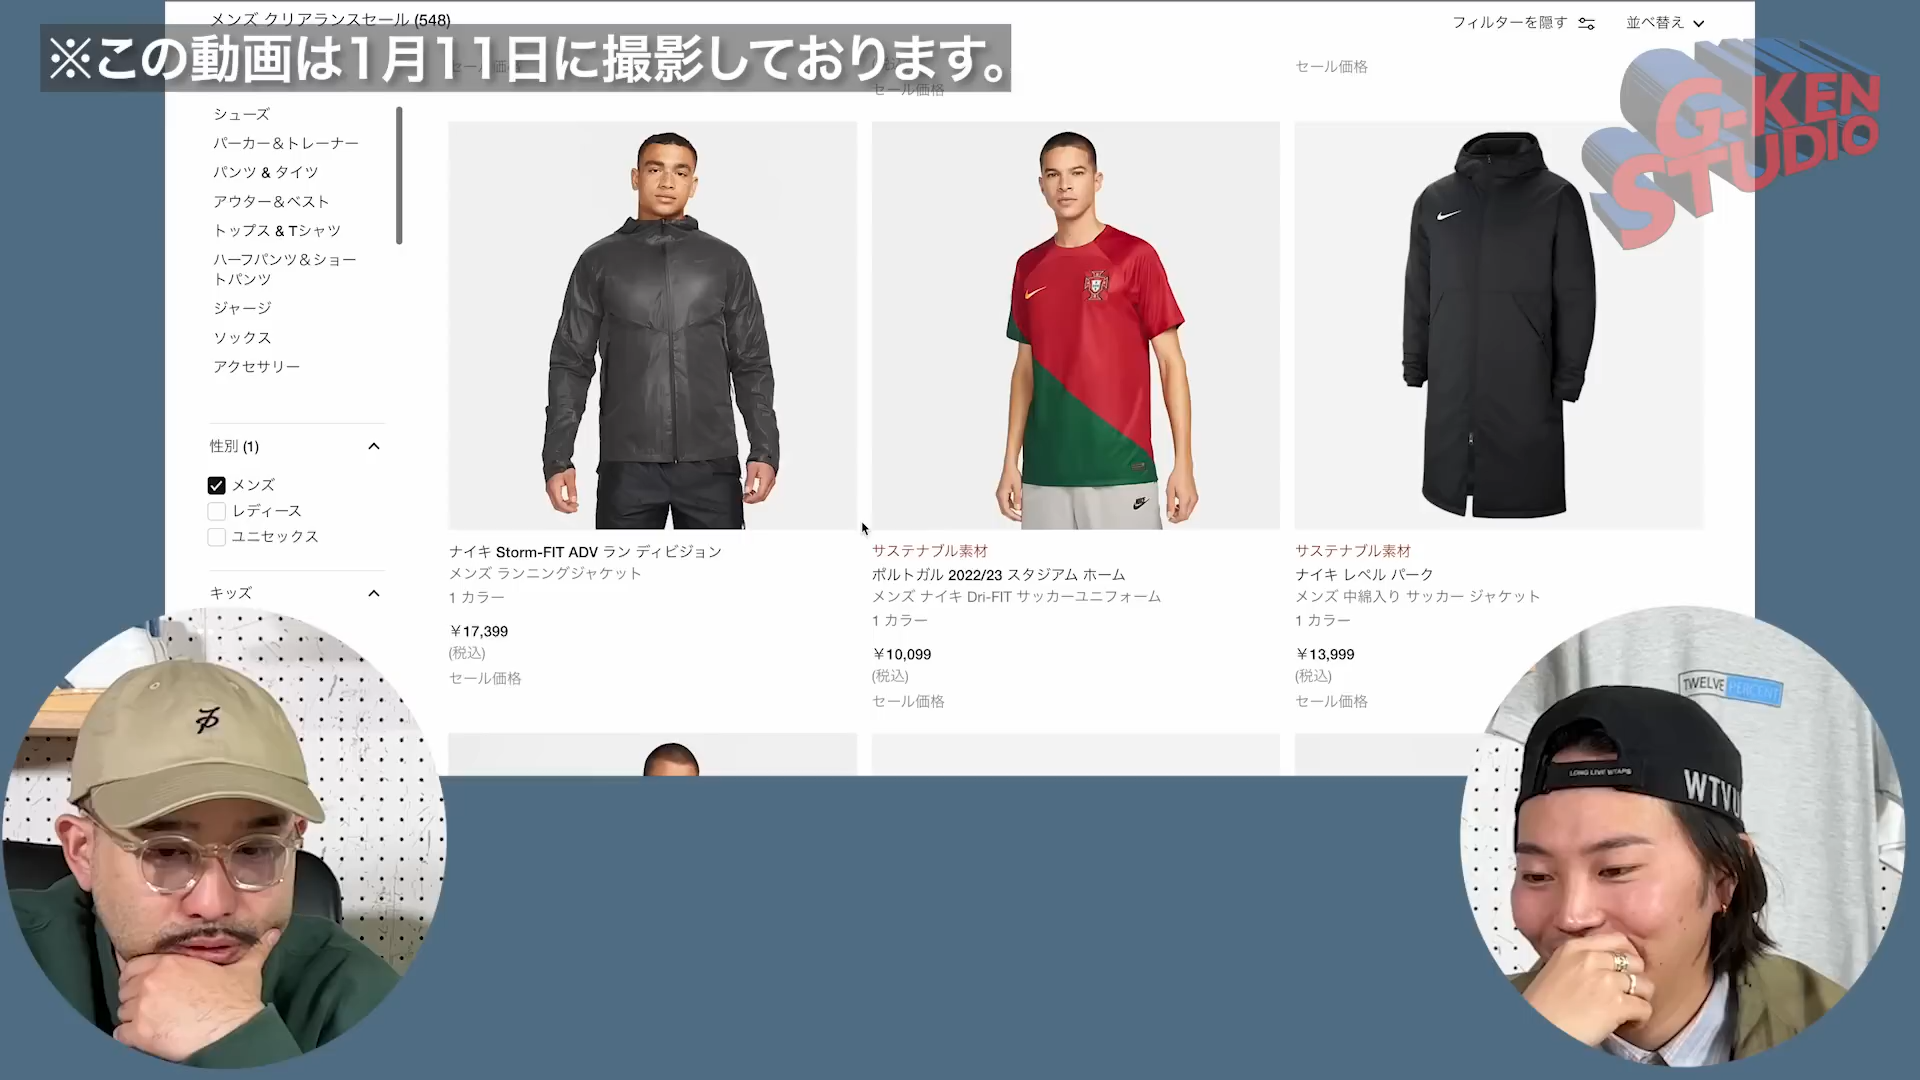 メンズ クリアランスセール (548)
フィルターを隠す
並べ替え
※この動画は1月11日に撮影しております。
セール価格
セール価格
G-KEN
STUDIO
シューズ
パーカー＆トレーナー
パンツ & タイツ
アウター＆ベスト
トップス & Tシャツ
ハーフパンツ＆ショー
トパンツ
ジャージ
ソックス
アクセサリー
性別 (1)
メンズ
レディース
ユニセックス
キッズ
ナイキ Storm-FIT ADV ラン ディビジョン
メンズ ランニングジャケット
1 カラー
￥17,399
(税込)
セール価格
サステナブル素材
ポルトガル 2022/23 スタジアム ホーム
メンズ ナイキ Dri-FIT サッカーユニフォーム
1 カラー
￥10,099
(税込)
セール価格
サステナブル素材
ナイキ レペル パーク
メンズ 中綿入り サッカー ジャケット
1 カラー
￥13,999
(税込)
セール価格
TWELVE PERCENT
LONG LIVE WTAPS
WTVU